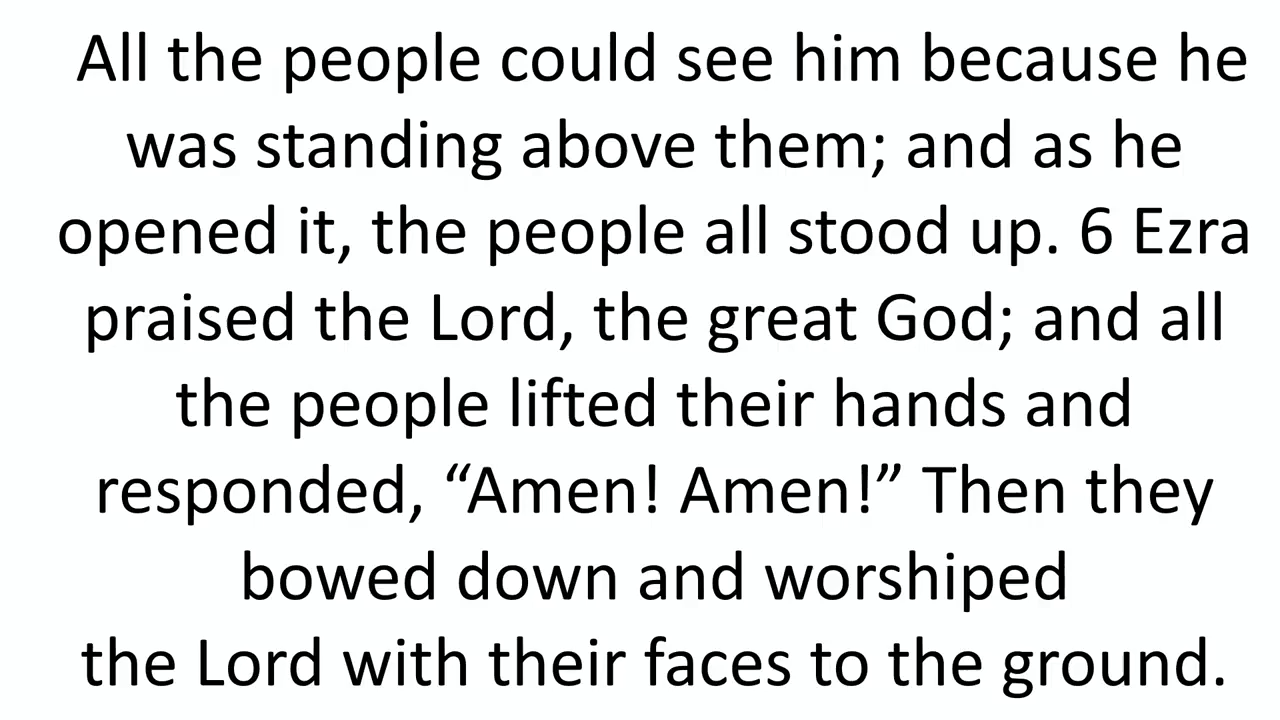 All the people could see him because he
was standing above them; and as he
opened it, the people all stood up. 6 Ezra
praised the Lord, the great God; and all
the people lifted their hands and
responded, “Amen! Amen!” Then they
bowed down and worshiped
the Lord with their faces to the ground.